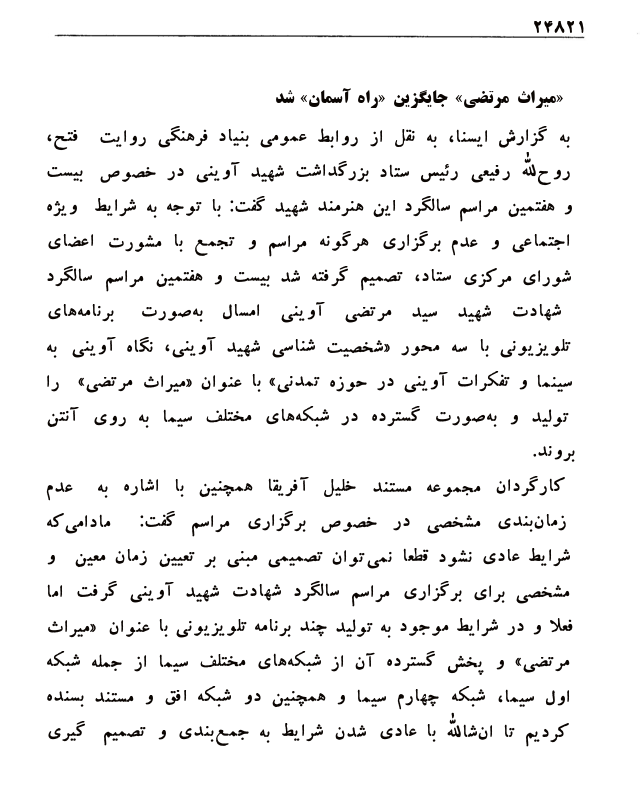 ۲۴۸۲۱
«میراث مرتضی» جایگزین «راه آسمان» شد
به گزارش ایسنا، به نقل از روابط عمومی بنیاد فرهنگی روایت فتح،
روح‌الله رفیعی رئیس ستاد بزرگداشت شهید آوینی در خصوص بیست
و هفتمین مراسم سالگرد این هنرمند شهید گفت: با توجه به شرایط ویژه
اجتماعی و عدم برگزاری هرگونه مراسم و تجمع با مشورت اعضای
شورای مرکزی ستاد، تصمیم گرفته شد بیست و هفتمین مراسم سالگرد
شهادت شهید سید مرتضی آوینی امسال به‌صورت برنامه‌های
تلویزیونی با سه محور «شخصیت شناسی شهید آوینی، نگاه آوینی به
سینما و تفکرات آوینی در حوزه تمدنی» با عنوان «میراث مرتضی» را
تولید و به‌صورت گسترده در شبکه‌های مختلف سیما به روی آنتن
بروند.
کارگردان مجموعه مستند خلیل آفریقا همچنین با اشاره به عدم
زمان‌بندی مشخصی در خصوص برگزاری مراسم گفت: مادامی‌که
شرایط عادی نشود قطعا نمی‌توان تصمیمی مبنی بر تعیین زمان معین و
مشخصی برای برگزاری مراسم سالگرد شهادت شهید آوینی گرفت اما
فعلا و در شرایط موجود به تولید چند برنامه تلویزیونی با عنوان «میراث
مرتضی» و پخش گسترده آن از شبکه‌های مختلف سیما از جمله شبکه
اول سیما، شبکه چهارم سیما و همچنین دو شبکه افق و مستند بسنده
کردیم تا ان‌شالله با عادی شدن شرایط به جمع‌بندی و تصمیم گیری